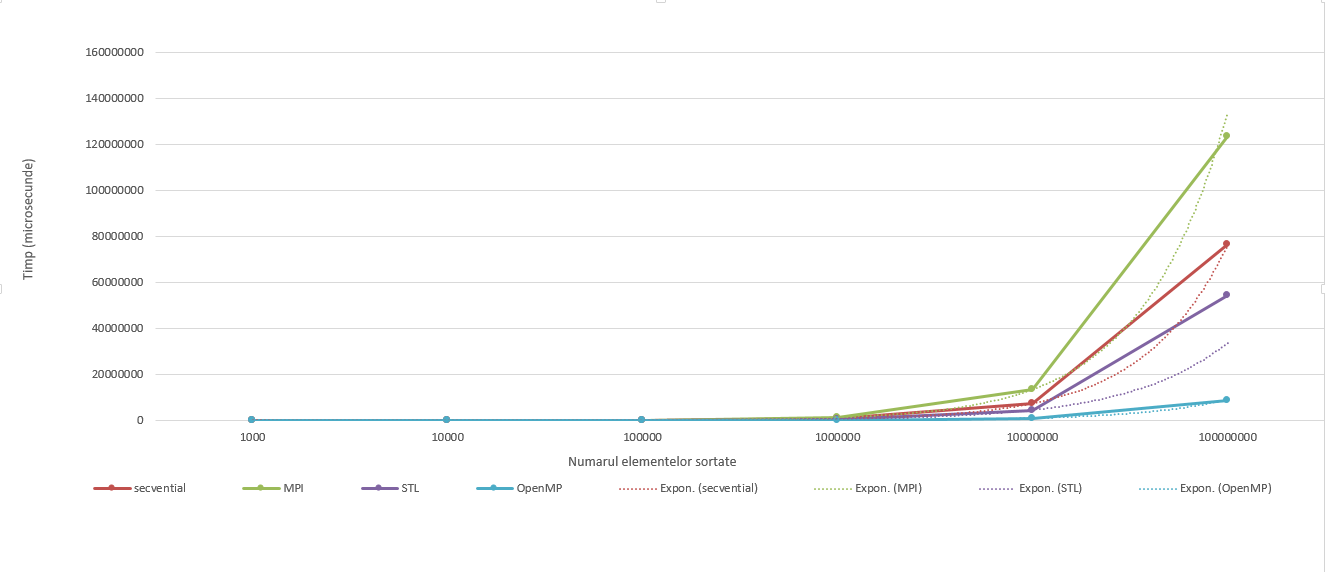 160000000
140000000
120000000
100000000
80000000
60000000
40000000
20000000
0
Timp (microsecunde)
1000 10000 100000 1000000 10000000 100000000
Numarul elementelor sortate
secvential MPI STL OpenMP Expon. (secvential) Expon. (MPI) Expon. (STL) Expon. (OpenMP)